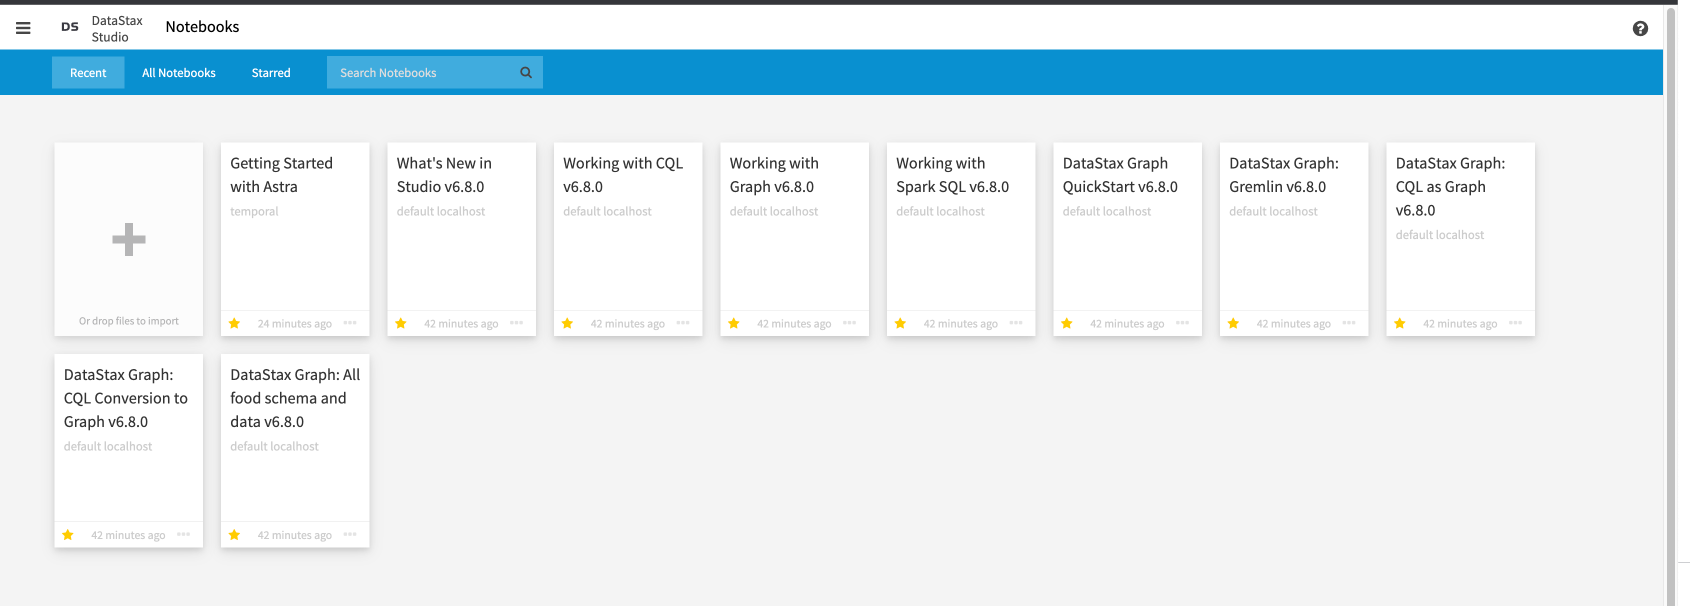 DS
DataStax
Studio
Notebooks
Recent
All Notebooks
Starred
Search Notebooks
Or drop files to import
Getting Started
with Astra
temporal
24 minutes ago
What's New in
Studio v6.8.0
default localhost
42 minutes ago
Working with CQL
v6.8.0
default localhost
42 minutes ago
Working with
Graph v6.8.0
default localhost
42 minutes ago
Working with
Spark SQL v6.8.0
default localhost
42 minutes ago
DataStax Graph
QuickStart v6.8.0
default localhost
42 minutes ago
DataStax Graph:
Gremlin v6.8.0
default localhost
42 minutes ago
DataStax Graph:
CQL as Graph
v6.8.0
default localhost
42 minutes ago
DataStax Graph:
CQL Conversion to
Graph v6.8.0
default localhost
42 minutes ago
DataStax Graph: All
food schema and
data v6.8.0
default localhost
42 minutes ago